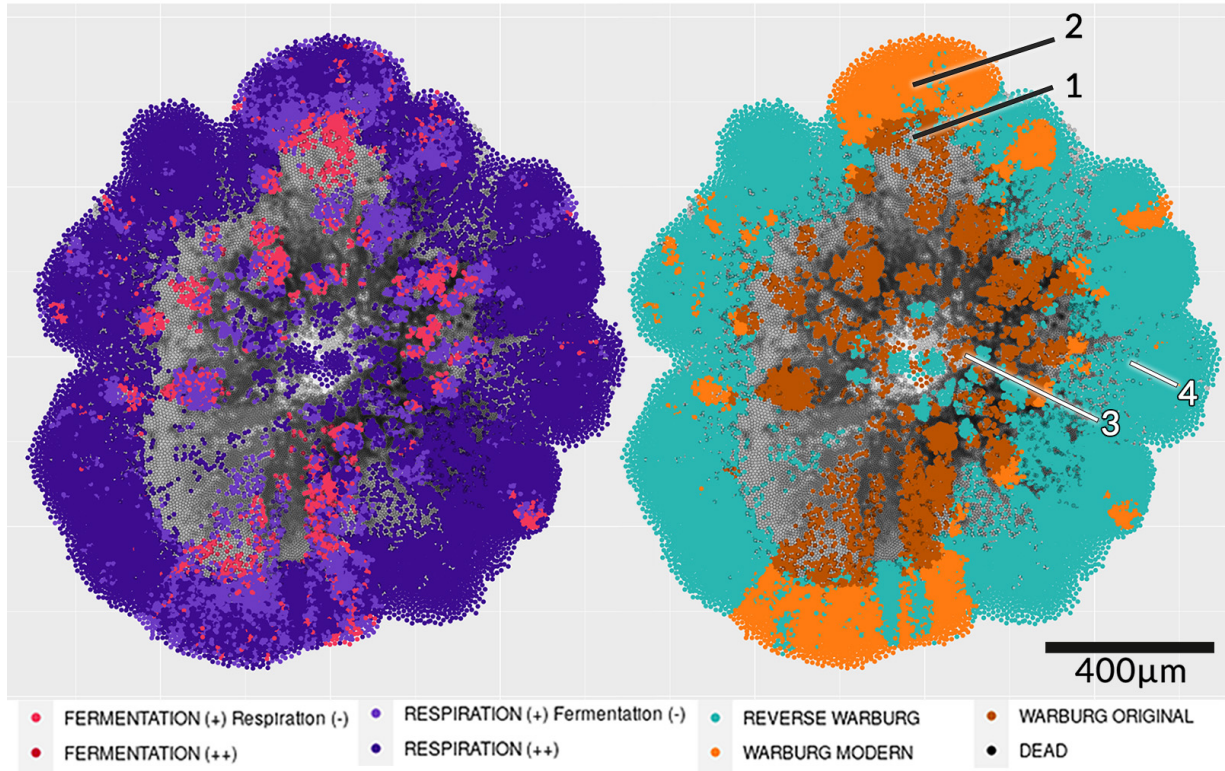 2
1
4
3
400μm
FERMENTATION (+) Respiration (-)
RESPIRATION (+) Fermentation (-)
REVERSE WARBURG
WARBURG ORIGINAL
FERMENTATION (++)
RESPIRATION (++)
WARBURG MODERN
DEAD